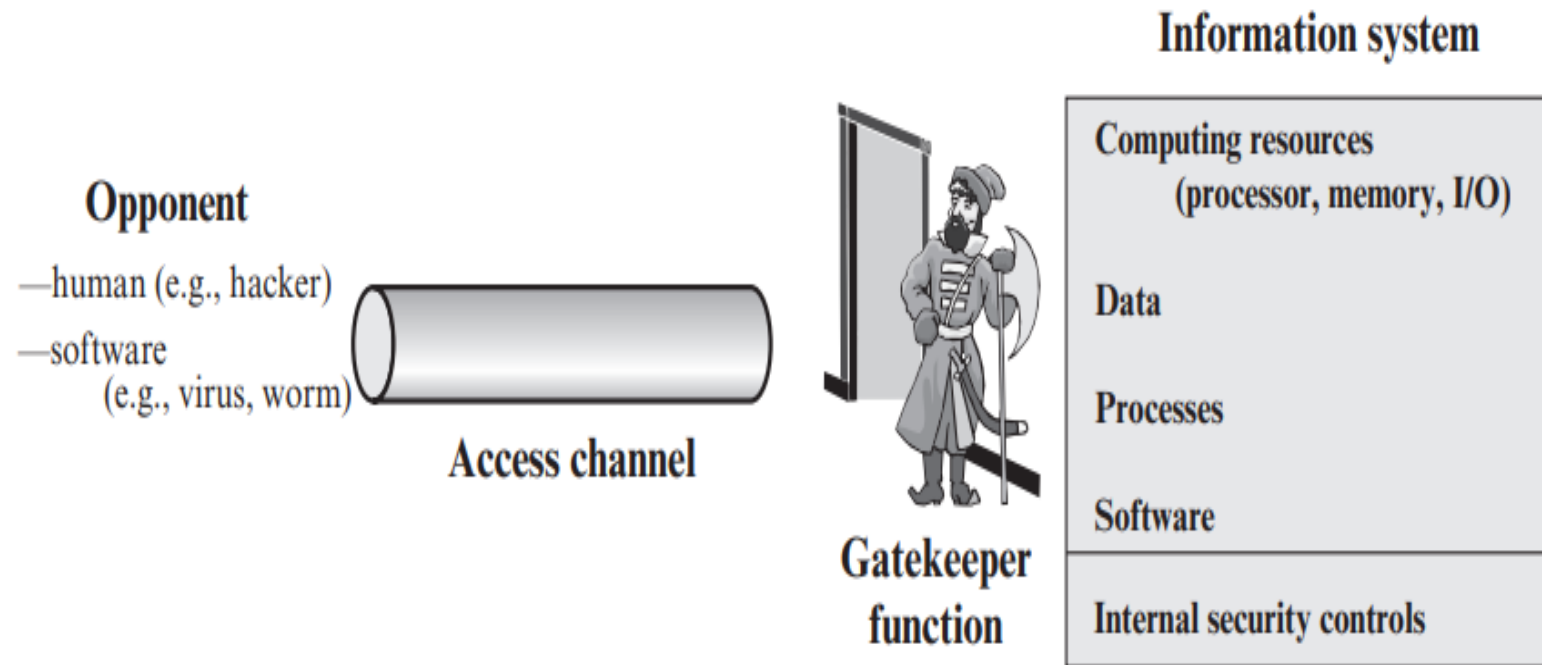 Information system
Opponent
—human (e.g., hacker)
—software
(e.g., virus, worm)
Access channel
Gatekeeper
function
Computing resources
(processor, memory, I/O)
Data
Processes
Software
Internal security controls